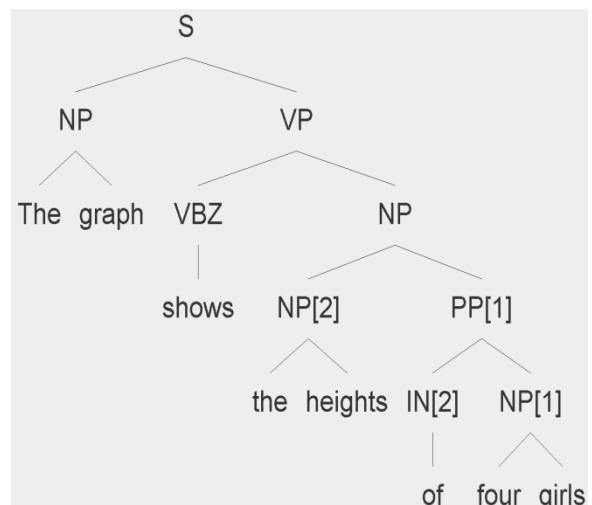 S
NP VP
The graph VBZ NP
shows NP[2] PP[1]
the heights IN[2] NP[1]
of four girls